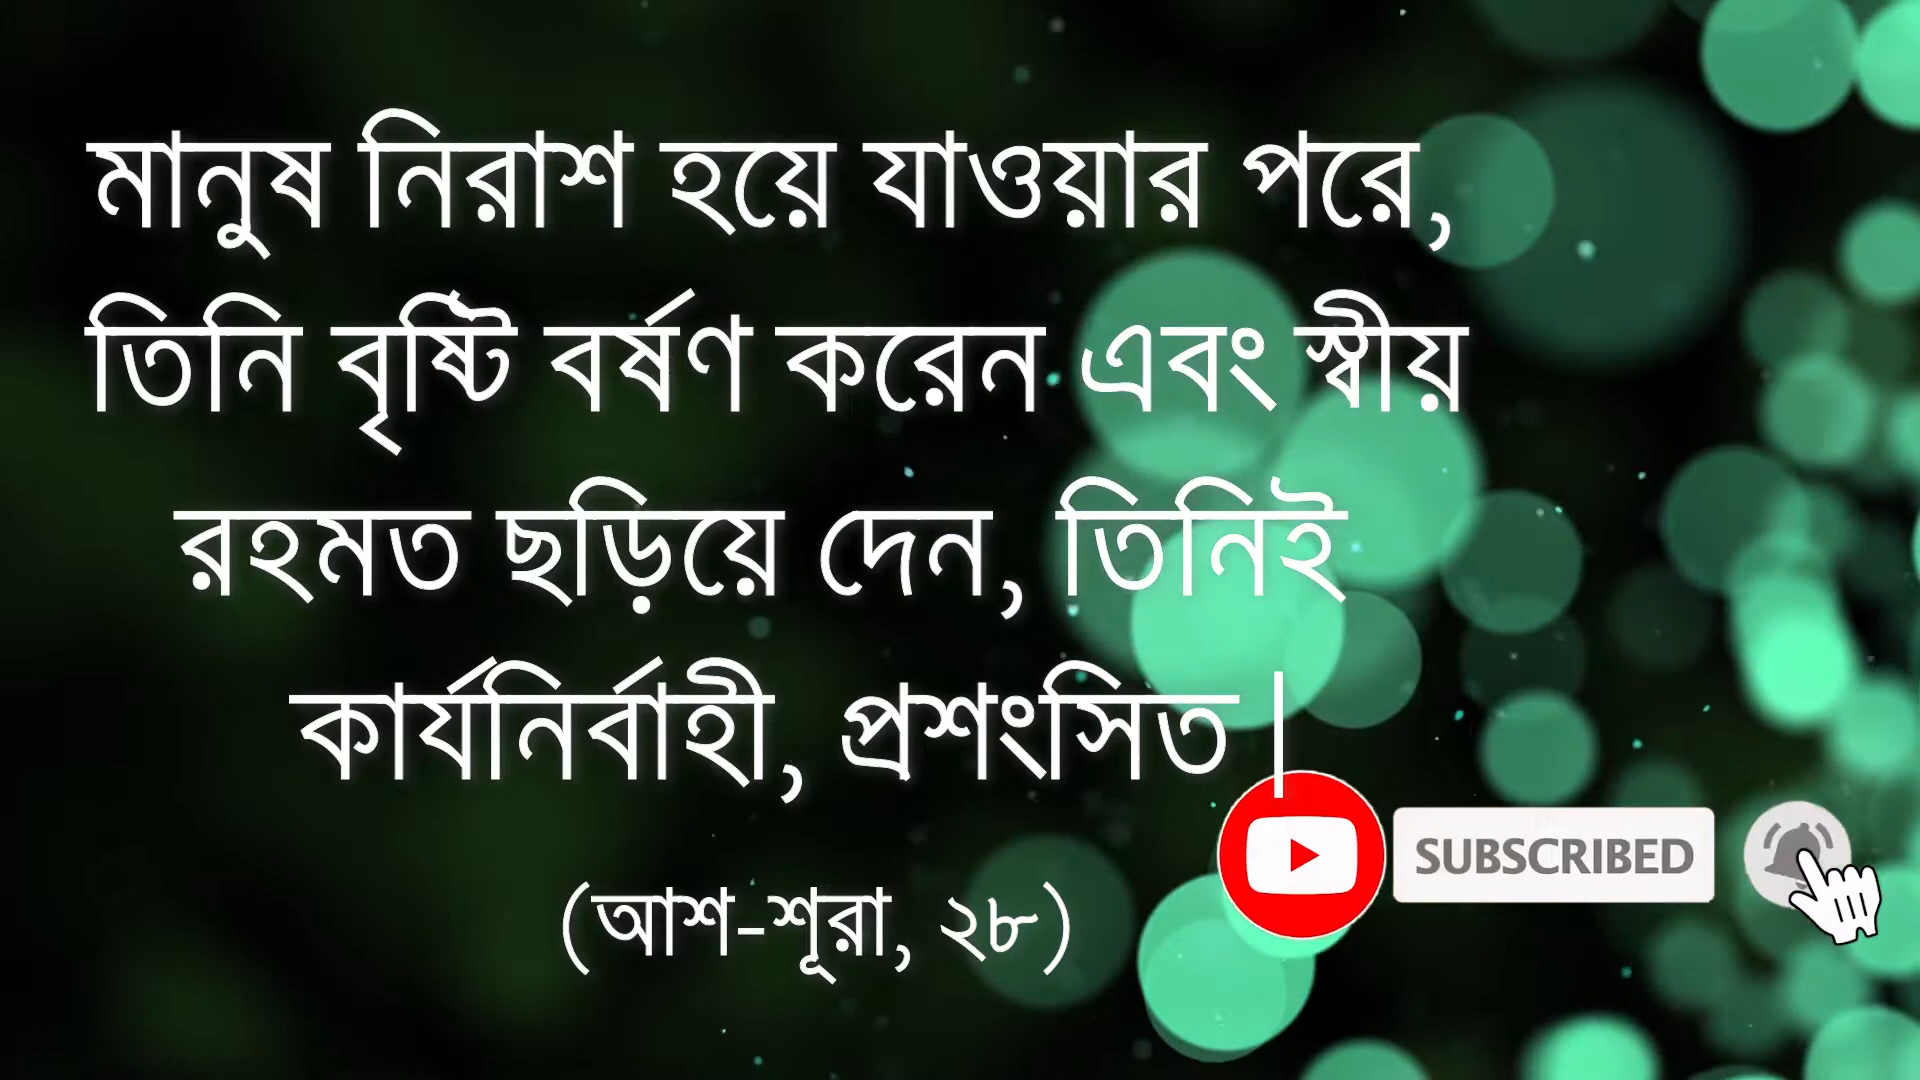 মানুষ নিরাশ হয়ে যাওয়ার পরে,
তিনি বৃষ্টি বর্ষণ করেন এবং স্বীয়
রহমত ছড়িয়ে দেন, তিনিই
কার্যনির্বাহী, প্রশংসিত |
SUBSCRIBED
(আশ-শূরা, ২৮)